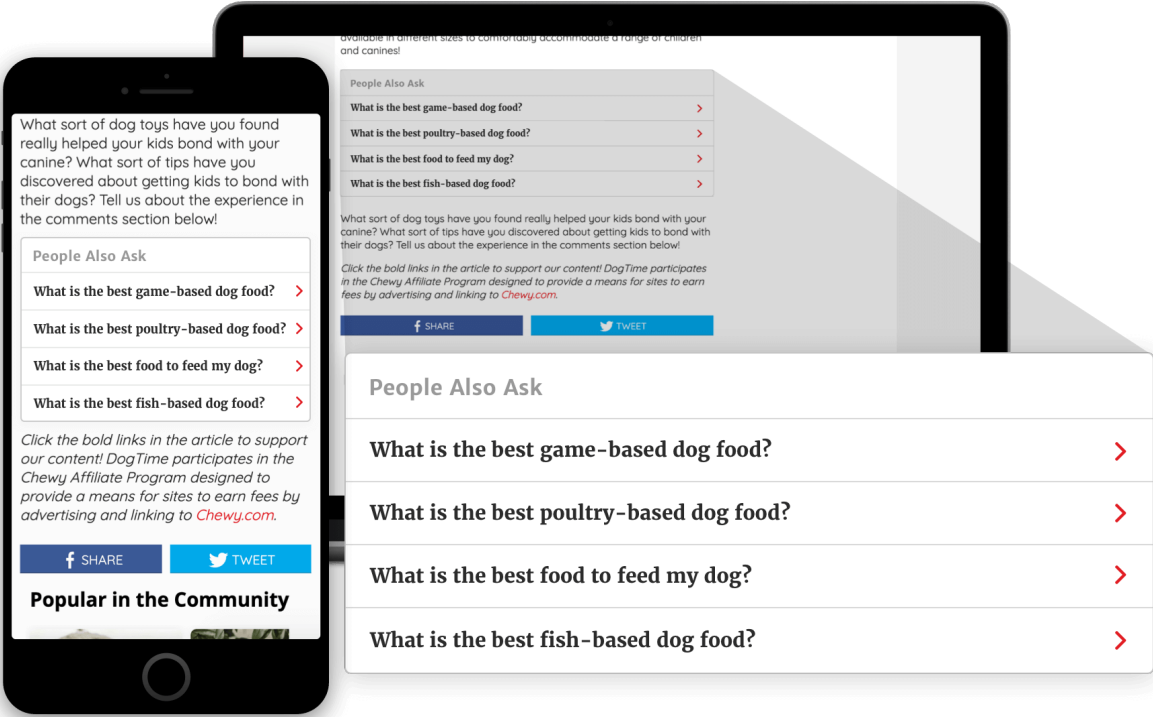 What sort of dog toys have you found
really helped your kids bond with your
canine? What sort of tips have you
discovered about getting kids to bond with
their dogs? Tell us about the experience in
the comments section below!
People Also Ask
What is the best game-based dog food?
What is the best poultry-based dog food?
What is the best food to feed my dog?
What is the best fish-based dog food?
Click the bold links in the article to support
our content! DogTime participates in the
Chewy Affiliate Program designed to
provide a means for sites to earn fees by
advertising and linking to Chewy.com.
SHARE
TWEET
Popular in the Community
available in different sizes to comfortably accommodate a range of children
and canines!
People Also Ask
What is the best game-based dog food?
What is the best poultry-based dog food?
What is the best food to feed my dog?
What is the best fish-based dog food?
What sort of dog toys have you found really helped your kids bond with your
canine? What sort of tips have you discovered about getting kids to bond with
their dogs? Tell us about the experience in the comments section below!
Click the bold links in the article to support our content! DogTime participates
in the Chewy Affiliate Program designed to provide a means for sites to earn
fees by advertising and linking to Chewy.com.
SHARE
TWEET
People Also Ask
What is the best game-based dog food?
What is the best poultry-based dog food?
What is the best food to feed my dog?
What is the best fish-based dog food?